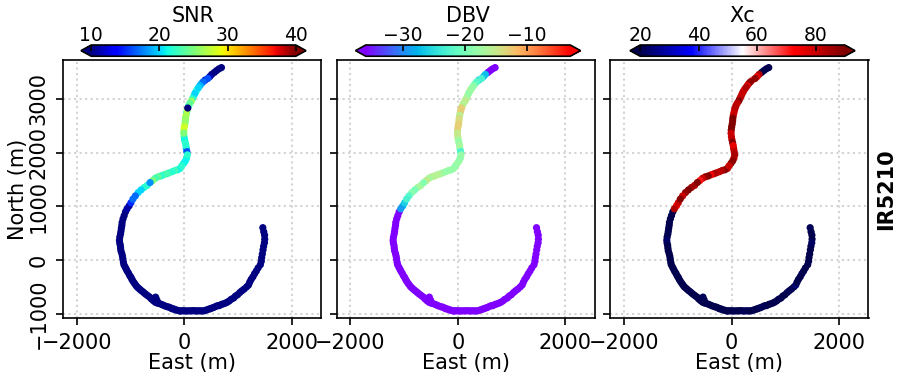 SNR DBV Xc
10 20 30 40 −30 −20 −10 20 40 60 80
North (m)
3000
2000
1000
0
−1000
IR5210
−2000 0 2000 −2000 0 2000 −2000 0 2000
East (m) East (m) East (m)